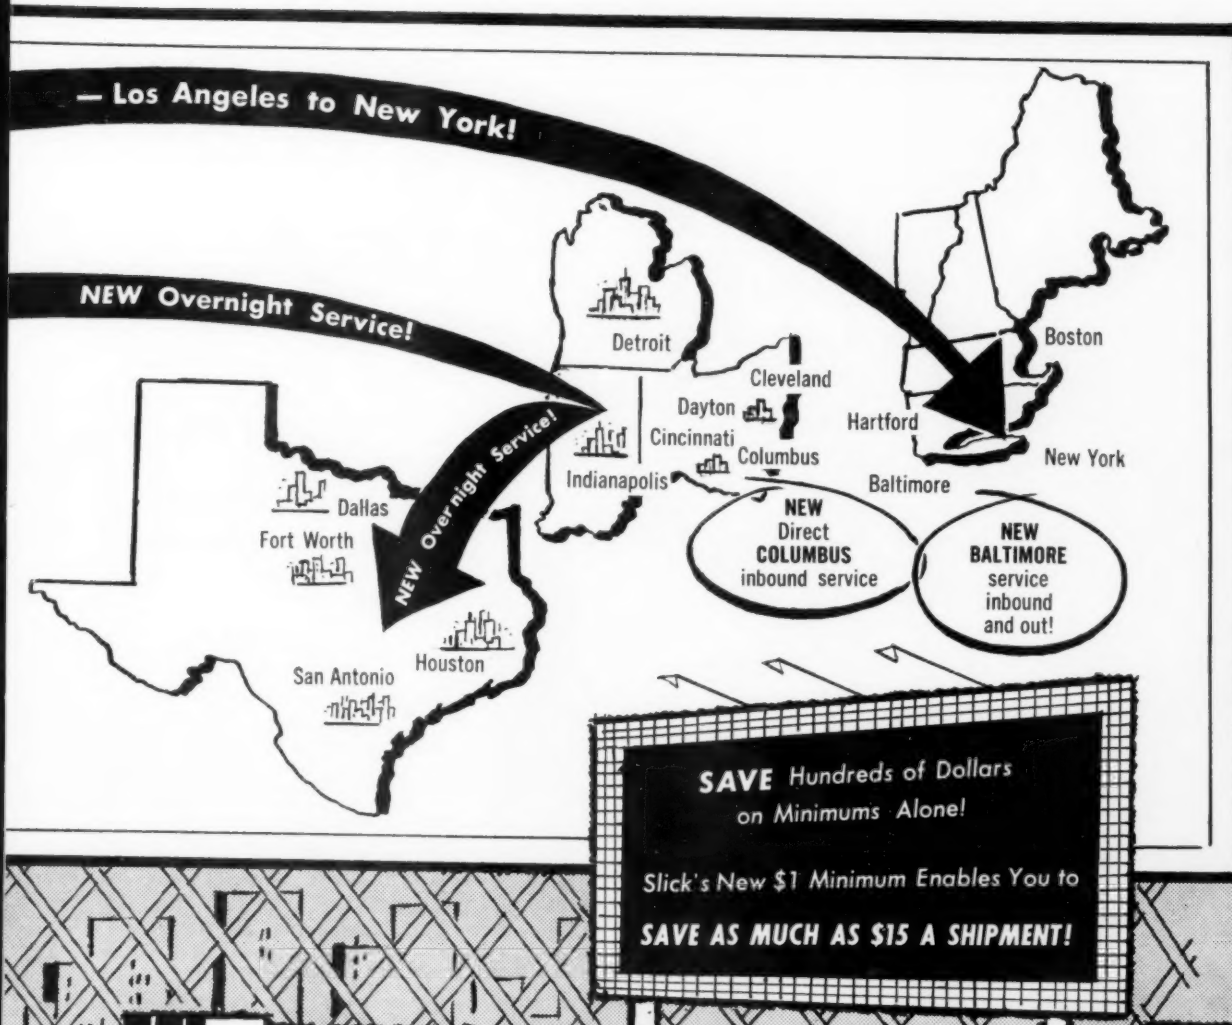 — Los Angeles to New York!
NEW Overnight Service!
NEW Overnight Service!
Detroit
Cleveland
Dayton
Cincinnati
Columbus
Indianapolis
Boston
Hartford
New York
Baltimore
Dallas
Fort Worth
Houston
San Antonio
NEW
Direct
COLUMBUS
inbound service
NEW
BALTIMORE
service
inbound
and out!
SAVE Hundreds of Dollars
on Minimums Alone!
Slick's New $1 Minimum Enables You to
SAVE AS MUCH AS $15 A SHIPMENT!